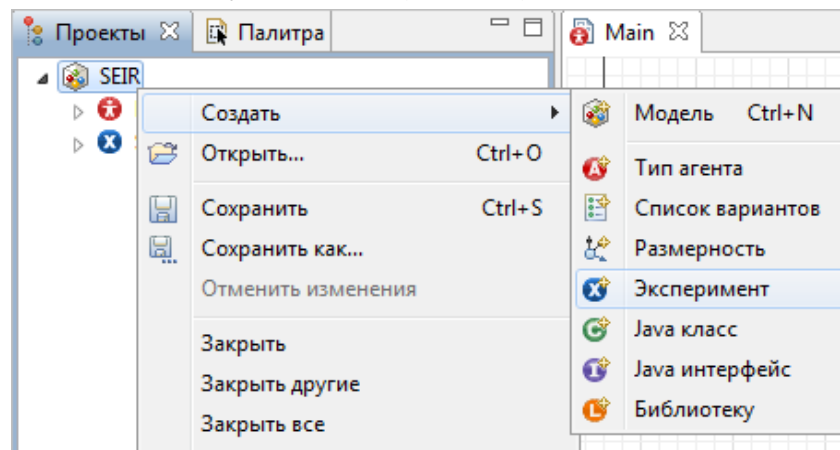 Проекты
Палитра
Main
SEIR
Создать
Открыть... Ctrl+O
Сохранить Ctrl+S
Сохранить как...
Отменить изменения
Закрыть
Закрыть другие
Закрыть все
Модель Ctrl+N
Тип агента
Список вариантов
Размерность
Эксперимент
Java класс
Java интерфейс
Библиотеку